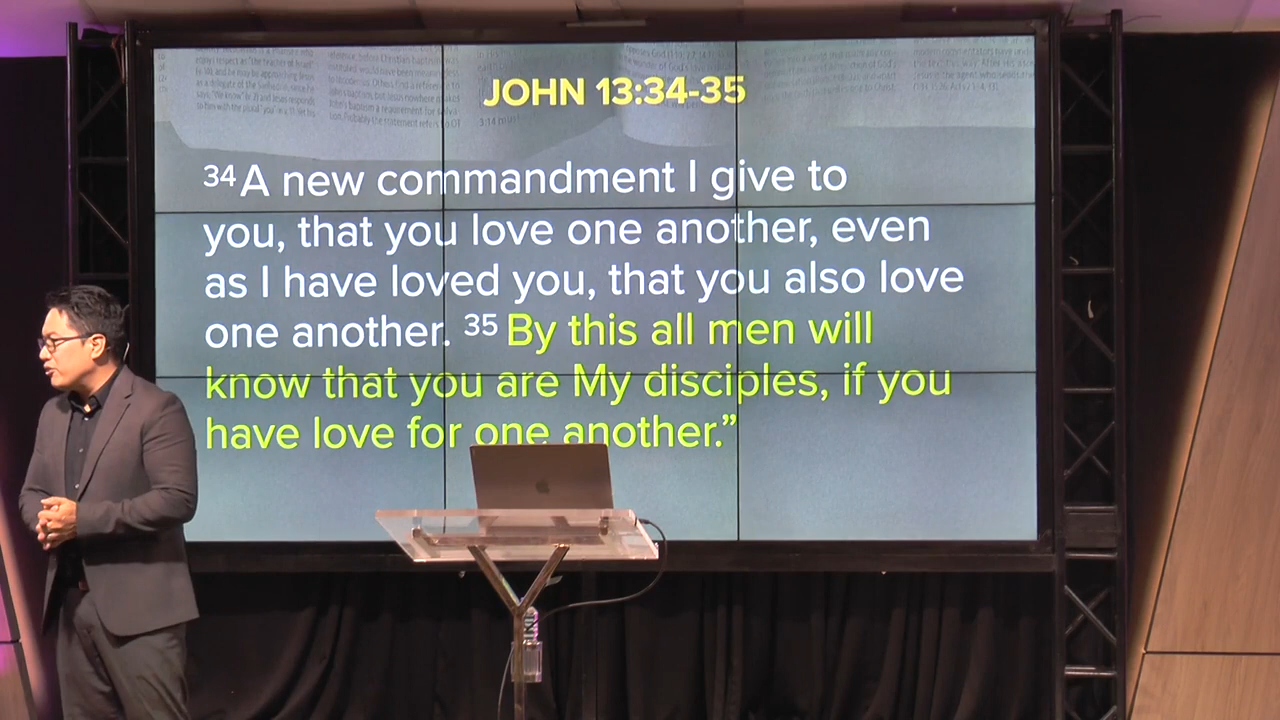 JOHN 13:34-35
34 A new commandment I give to
you, that you love one another, even
as I have loved you, that you also love
one another. 35 By this all men will
know that you are My disciples, if you
have love for one another.”